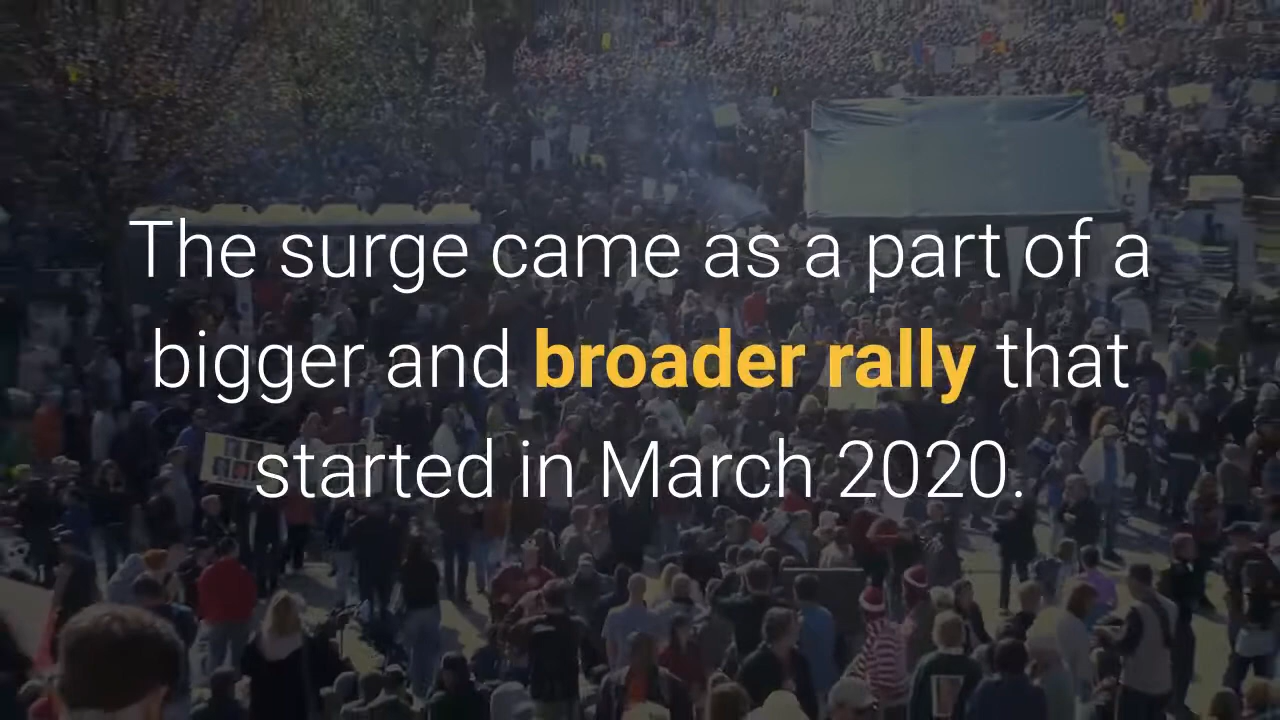 The surge came as a part of a
bigger and broader rally that
started in March 2020.